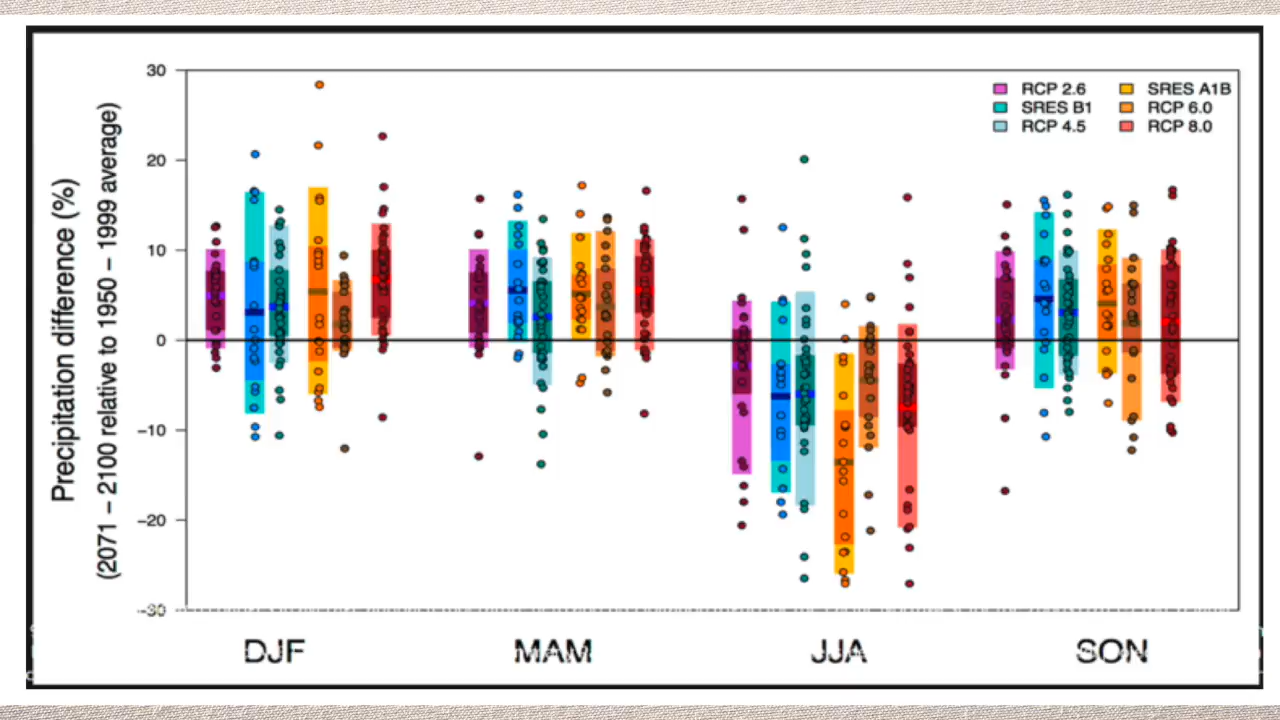 Precipitation difference (%)
(2071 – 2100 relative to 1950 – 1999 average)
30
20
10
0
−10
−20
−30
RCP 2.6
SRES B1
RCP 4.5
SRES A1B
RCP 6.0
RCP 8.0
DJF
MAM
JJA
SON